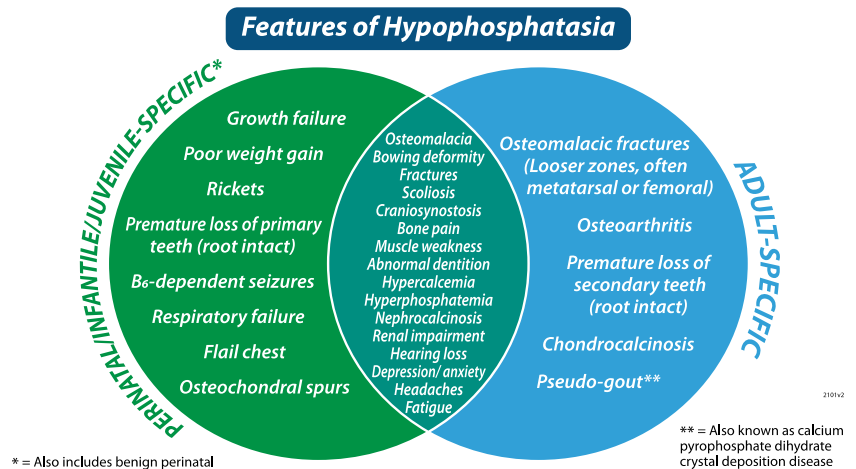 Features of Hypophosphatasia
PERINATAL/INFANTILE/JUVENILE-SPECIFIC*
Growth failure
Poor weight gain
Rickets
Premature loss of primary
teeth (root intact)
B₆-dependent seizures
Respiratory failure
Flail chest
Osteochondral spurs
Osteomalacia
Bowing deformity
Fractures
Scoliosis
Craniosynostosis
Bone pain
Muscle weakness
Abnormal dentition
Hypercalcemia
Hyperphosphatemia
Nephrocalcinosis
Renal impairment
Hearing loss
Depression/ anxiety
Headaches
Fatigue
Osteomalacic fractures
(Looser zones, often
metatarsal or femoral)
Osteoarthritis
Premature loss of
secondary teeth
(root intact)
Chondrocalcinosis
Pseudo-gout**
ADULT-SPECIFIC
2101v2
* = Also includes benign perinatal
** = Also known as calcium
pyrophosphate dihydrate
crystal deposition disease